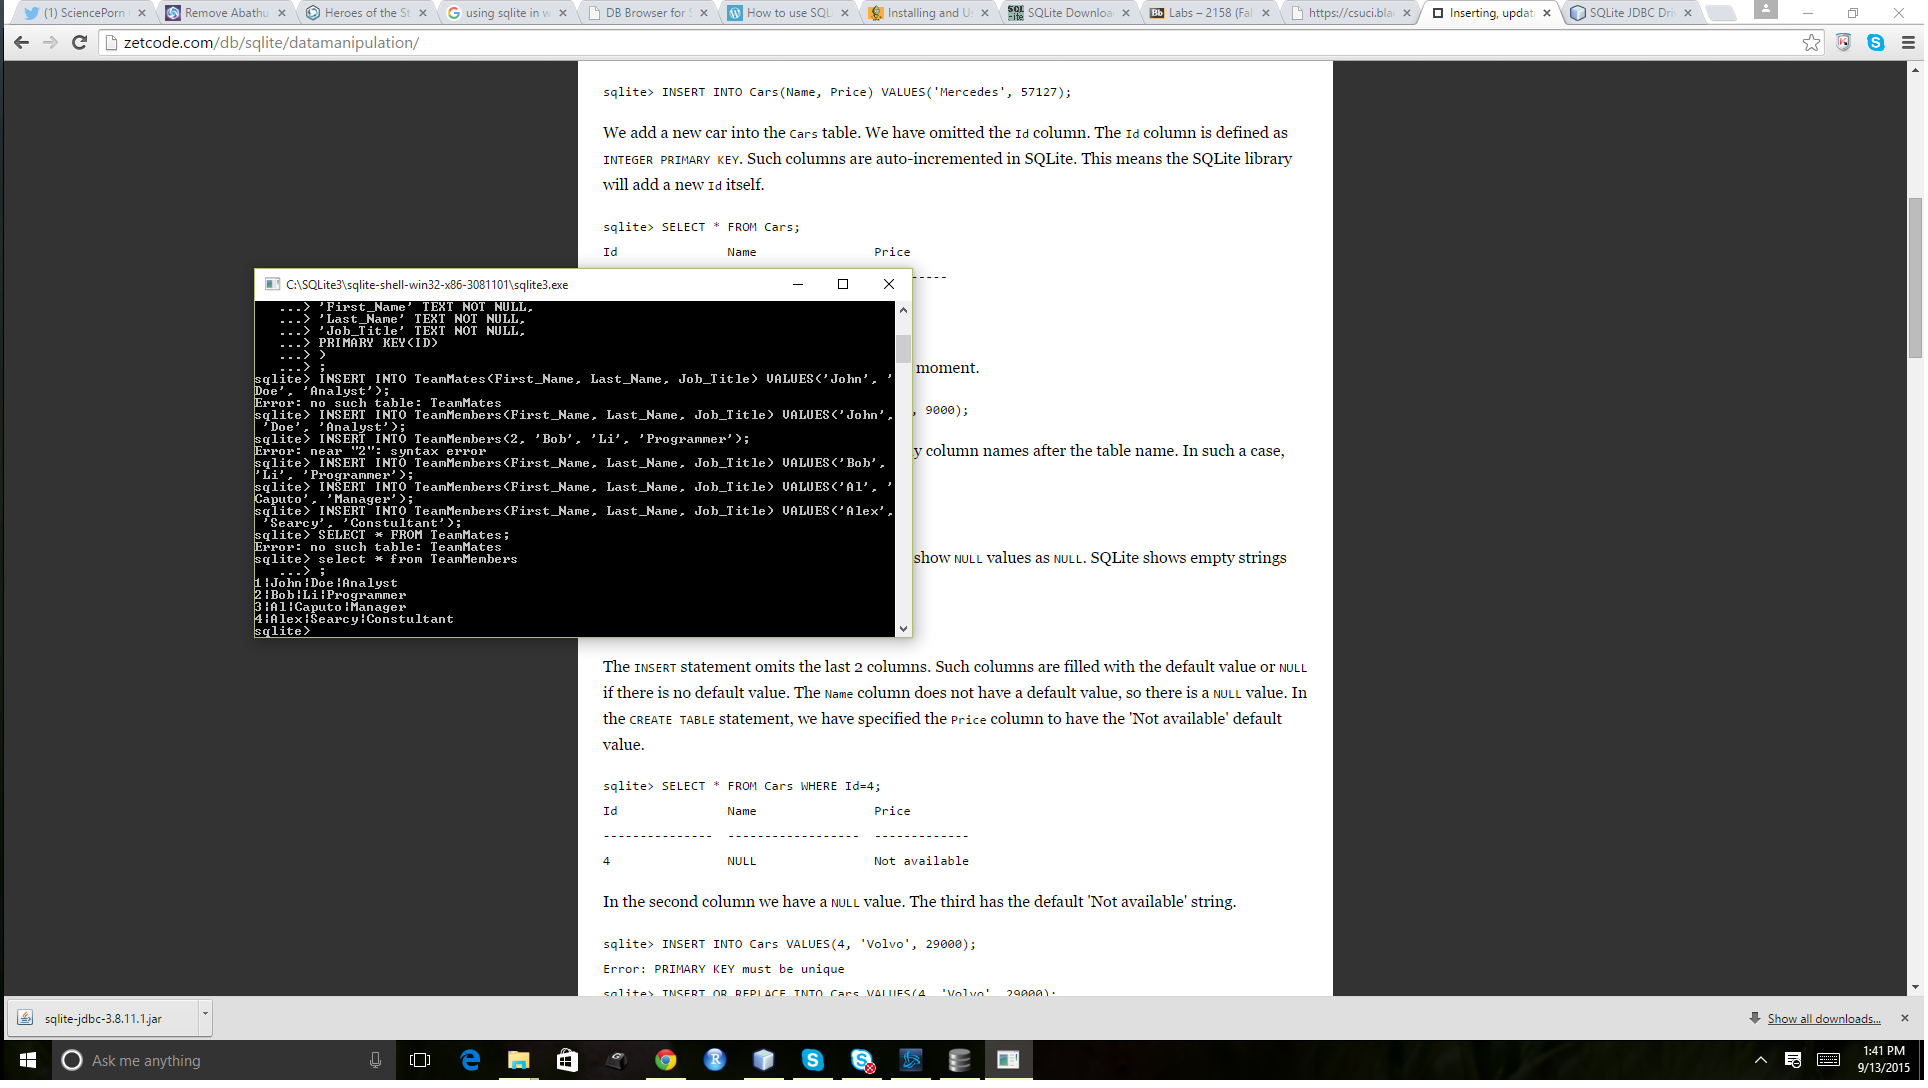 (1) SciencePorn
Remove Abathu
Heroes of the St
using sqlite in w
DB Browser for S
How to use SQL
Installing and U
SQLite Downloa
Labs – 2158 (Fal
https://csuci.bla
Inserting, updat
SQLite JDBC Dri
zetcode.com/db/sqlite/datamanipulation/
sqlite> INSERT INTO Cars(Name, Price) VALUES('Mercedes', 57127);
We add a new car into the Cars table. We have omitted the Id column. The Id column is defined as
INTEGER PRIMARY KEY. Such columns are auto-incremented in SQLite. This means the SQLite library
will add a new Id itself.
sqlite> SELECT * FROM Cars;
Id Name Price
-----
moment.
, 9000);
y column names after the table name. In such a case,
show NULL values as NULL. SQLite shows empty strings
C:\SQLite3\sqlite-shell-win32-x86-3081101\sqlite3.exe
...> 'First_Name' TEXT NOT NULL,
...> 'Last_Name' TEXT NOT NULL,
...> 'Job_Title' TEXT NOT NULL,
...> PRIMARY KEY(ID)
...> )
...> ;
sqlite> INSERT INTO TeamMates(First_Name, Last_Name, Job_Title) VALUES('John', '
Doe', 'Analyst');
Error: no such table: TeamMates
sqlite> INSERT INTO TeamMembers(First_Name, Last_Name, Job_Title) VALUES('John',
'Doe', 'Analyst');
sqlite> INSERT INTO TeamMembers(2, 'Bob', 'Li', 'Programmer');
Error: near "2": syntax error
sqlite> INSERT INTO TeamMembers(First_Name, Last_Name, Job_Title) VALUES('Bob',
'Li', 'Programmer');
sqlite> INSERT INTO TeamMembers(First_Name, Last_Name, Job_Title) VALUES('Al', '
Caputo', 'Manager');
sqlite> INSERT INTO TeamMembers(First_Name, Last_Name, Job_Title) VALUES('Alex',
'Searcy', 'Constultant');
sqlite> SELECT * FROM TeamMates;
Error: no such table: TeamMates
sqlite> select * from TeamMembers
...> ;
1|John|Doe|Analyst
2|Bob|Li|Programmer
3|Al|Caputo|Manager
4|Alex|Searcy|Constultant
sqlite>
The INSERT statement omits the last 2 columns. Such columns are filled with the default value or NULL
if there is no default value. The Name column does not have a default value, so there is a NULL value. In
the CREATE TABLE statement, we have specified the Price column to have the 'Not available' default
value.
sqlite> SELECT * FROM Cars WHERE Id=4;
Id Name Price
--------------- ------------------ -------------
4 NULL Not available
In the second column we have a NULL value. The third has the default 'Not available' string.
sqlite> INSERT INTO Cars VALUES(4, 'Volvo', 29000);
Error: PRIMARY KEY must be unique
sqlite> INSERT OR REPLACE INTO Cars VALUES(4, 'Volvo', 29000);
sqlite-jdbc-3.8.11.1.jar
Show all downloads...
Ask me anything
1:41 PM
9/13/2015